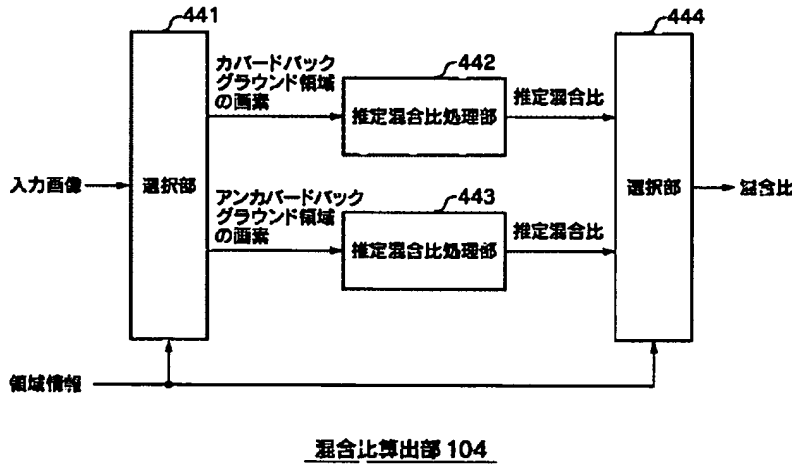 441
444
カバードバック
グラウンド領域
の画素
442
推定混合比処理部
推定混合比
入力画像
選択部
選択部
混合比
アンカバードバック
グラウンド領域
の画素
443
推定混合比処理部
推定混合比
領域情報
混合比算出部 104